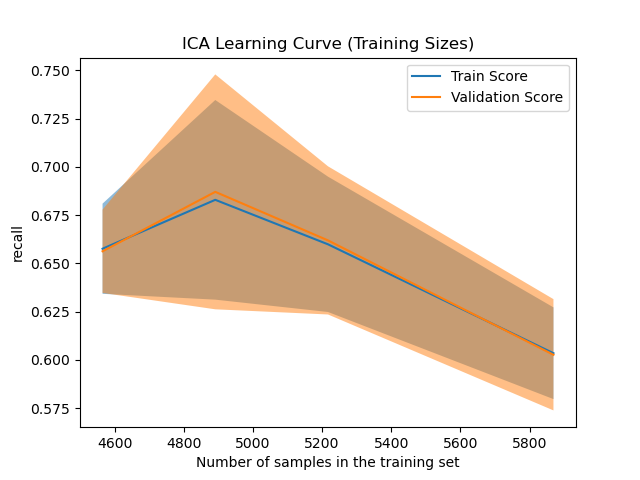 ICA Learning Curve (Training Sizes)
Train Score
Validation Score
0.750
0.725
0.700
0.675
0.650
0.625
0.600
0.575
recall
4600 4800 5000 5200 5400 5600 5800
Number of samples in the training set